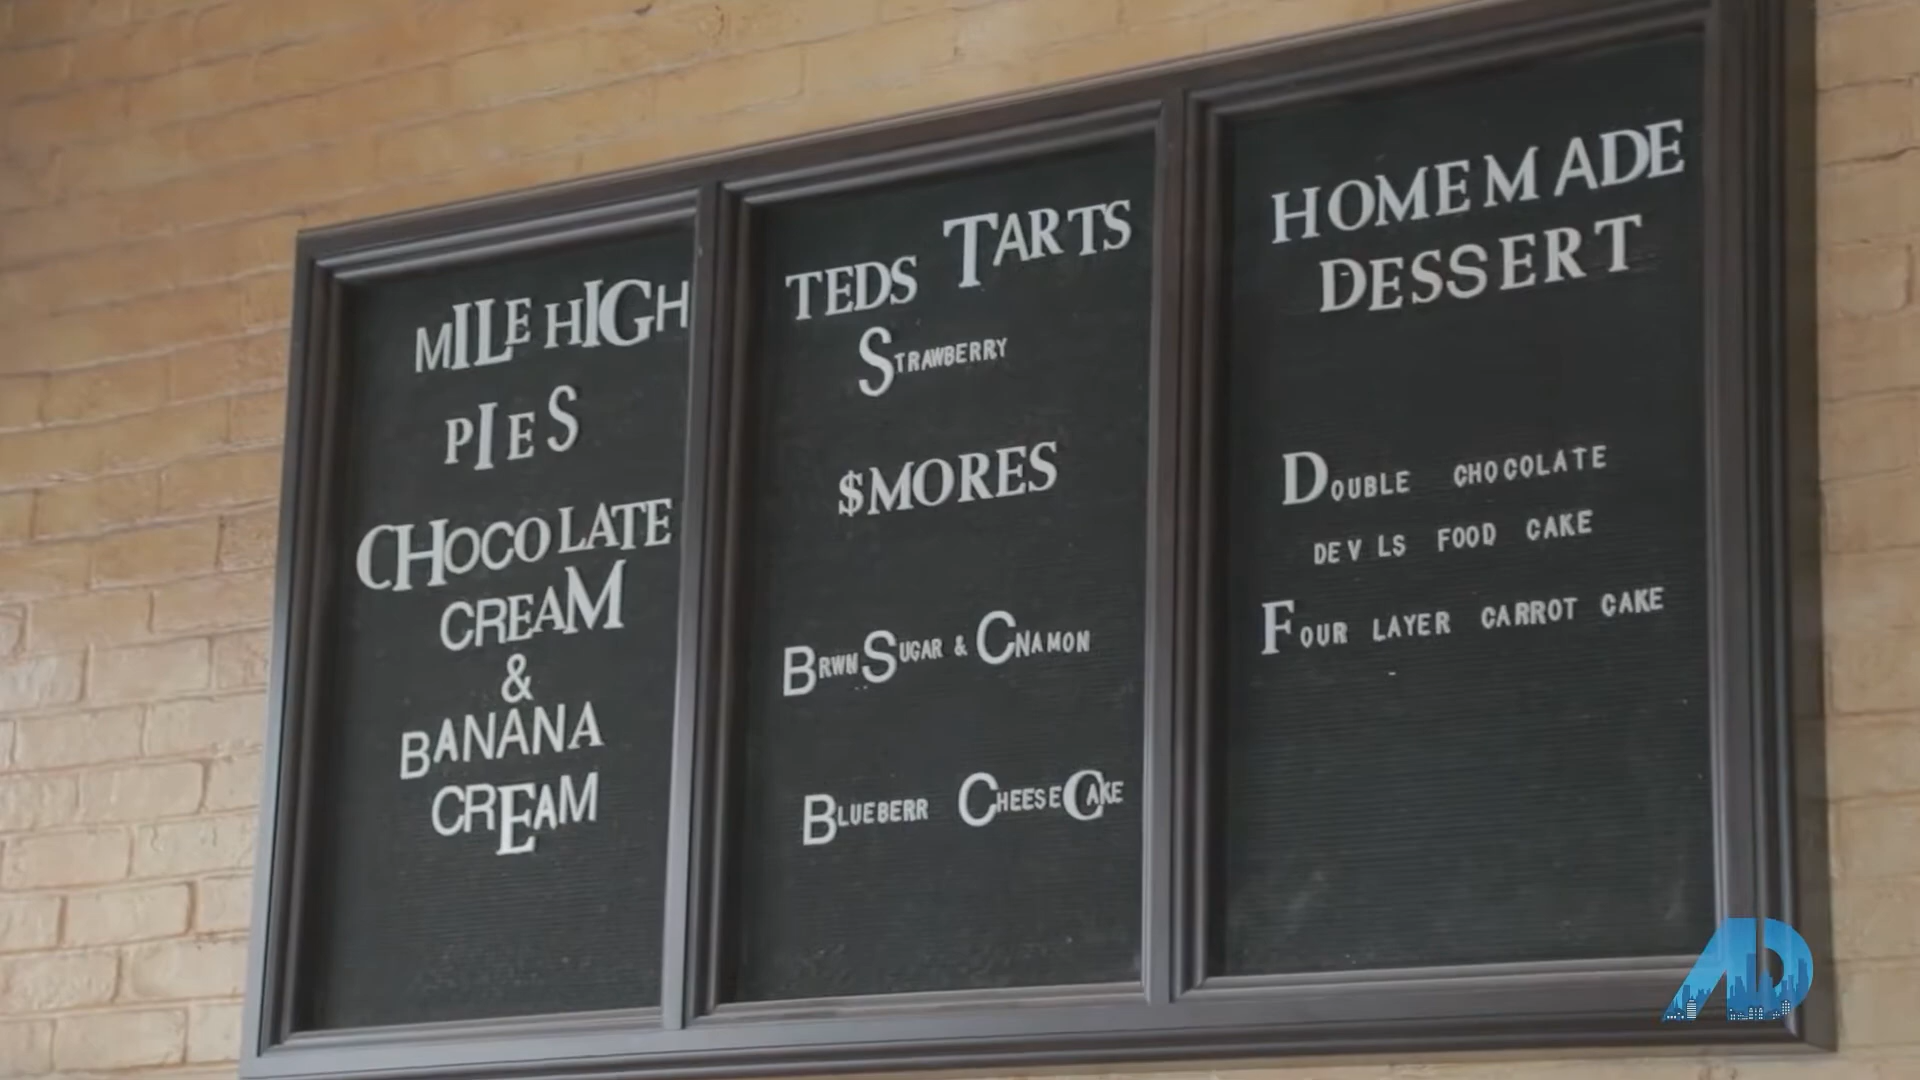 MILE HIGH
PIES
CHOCOLATE
CREAM
&
BANANA
CREAM
TEDS TARTS
STRAWBERRY
$MORES
BRWN SUGAR & CNAMON
BLUEBERR CHEESECAKE
HOMEMADE
DESSERT
DOUBLE CHOCOLATE
DEV LS FOOD CAKE
FOUR LAYER CARROT CAKE
AD